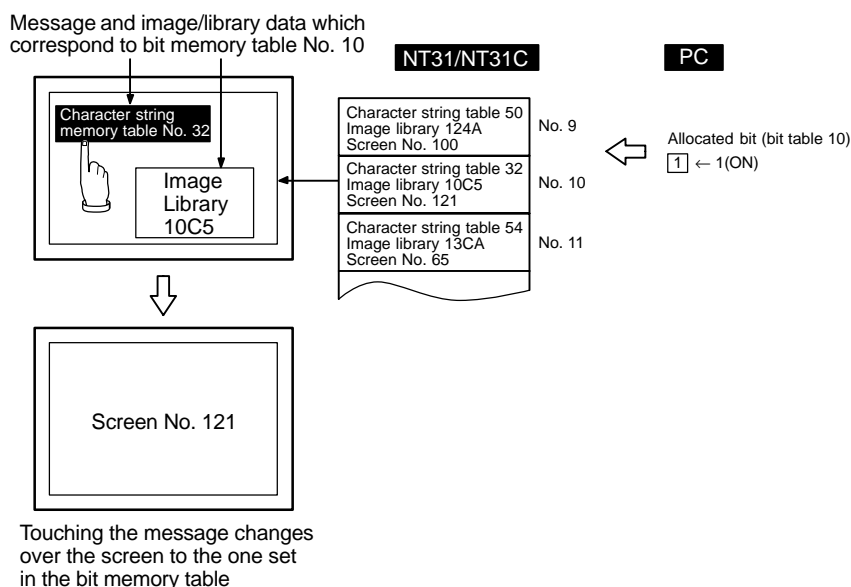 Message and image/library data which
correspond to bit memory table No. 10
NT31/NT31C
PC
Character string
memory table No. 32
Image
Library
10C5
Character string table 50
Image library 124A
Screen No. 100
No. 9
Character string table 32
Image library 10C5
Screen No. 121
No. 10
Character string table 54
Image library 13CA
Screen No. 65
No. 11
Allocated bit (bit table 10)
1 ← 1(ON)
Screen No. 121
Touching the message changes
over the screen to the one set
in the bit memory table